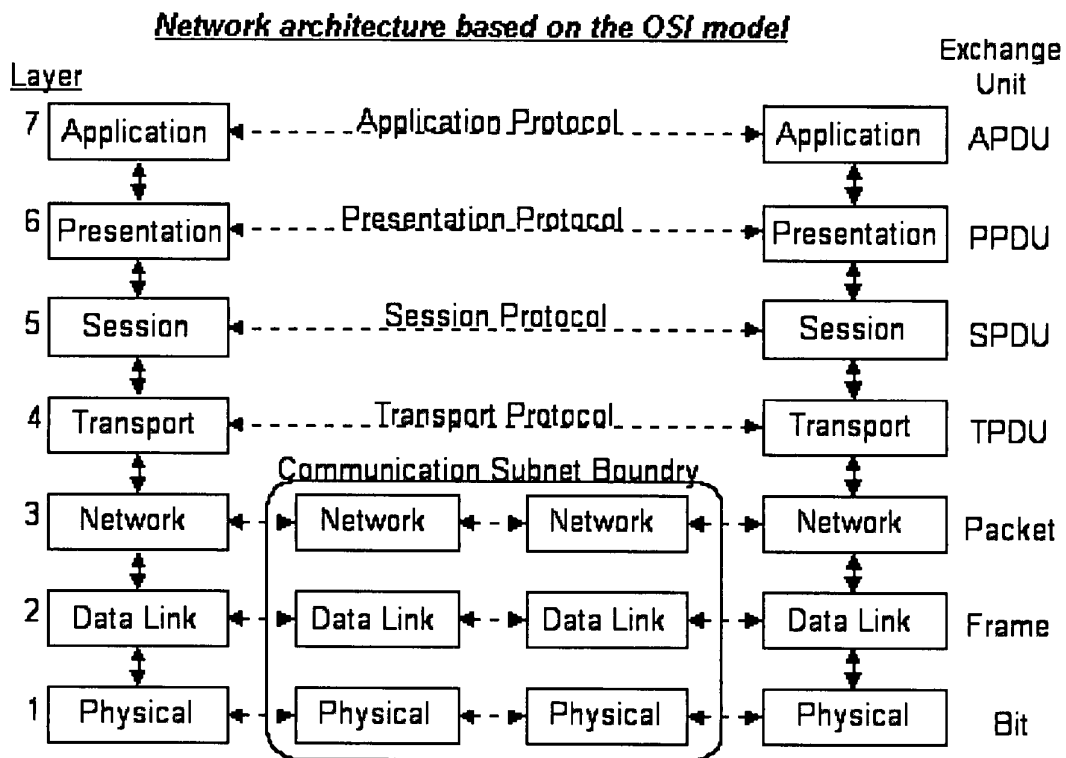 Network architecture based on the OSI model
Exchange
Unit
Layer
7 Application Application Protocol Application APDU
6 Presentation Presentation Protocol Presentation PPDU
5 Session Session Protocol Session SPDU
4 Transport Transport Protocol Transport TPDU
Communication Subnet Boundry
3 Network Network Network Network Packet
2 Data Link Data Link Data Link Data Link Frame
1 Physical Physical Physical Physical Bit